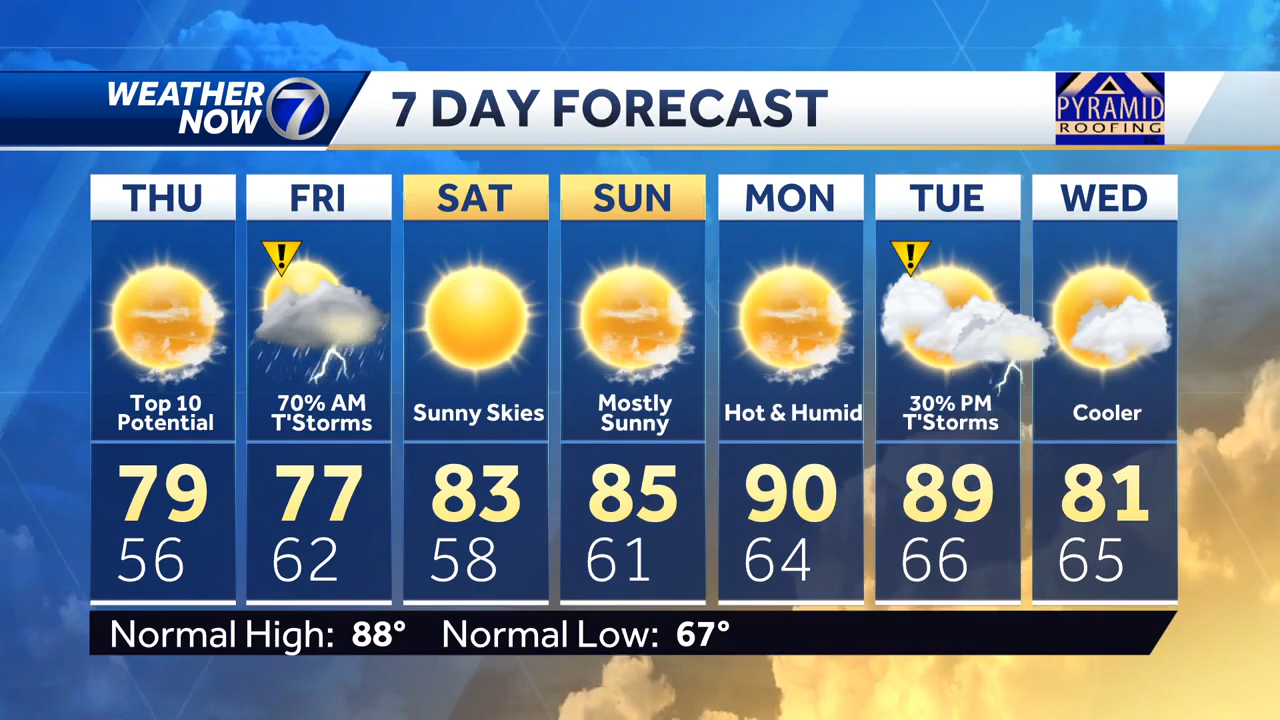 WEATHER
NOW 7
7 DAY FORECAST
PYRAMID
ROOFING
THU FRI SAT SUN MON TUE WED
! !
Top 10
Potential
70% AM
T'Storms
Sunny Skies
Mostly
Sunny
Hot & Humid
30% PM
T'Storms
Cooler
79 77 83 85 90 89 81
56 62 58 61 64 66 65
Normal High: 88° Normal Low: 67°